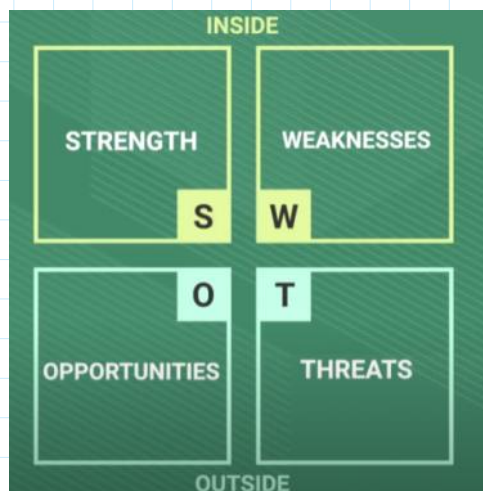 INSIDE
STRENGTH
WEAKNESSES
S
W
O
T
OPPORTUNITIES
THREATS
OUTSIDE